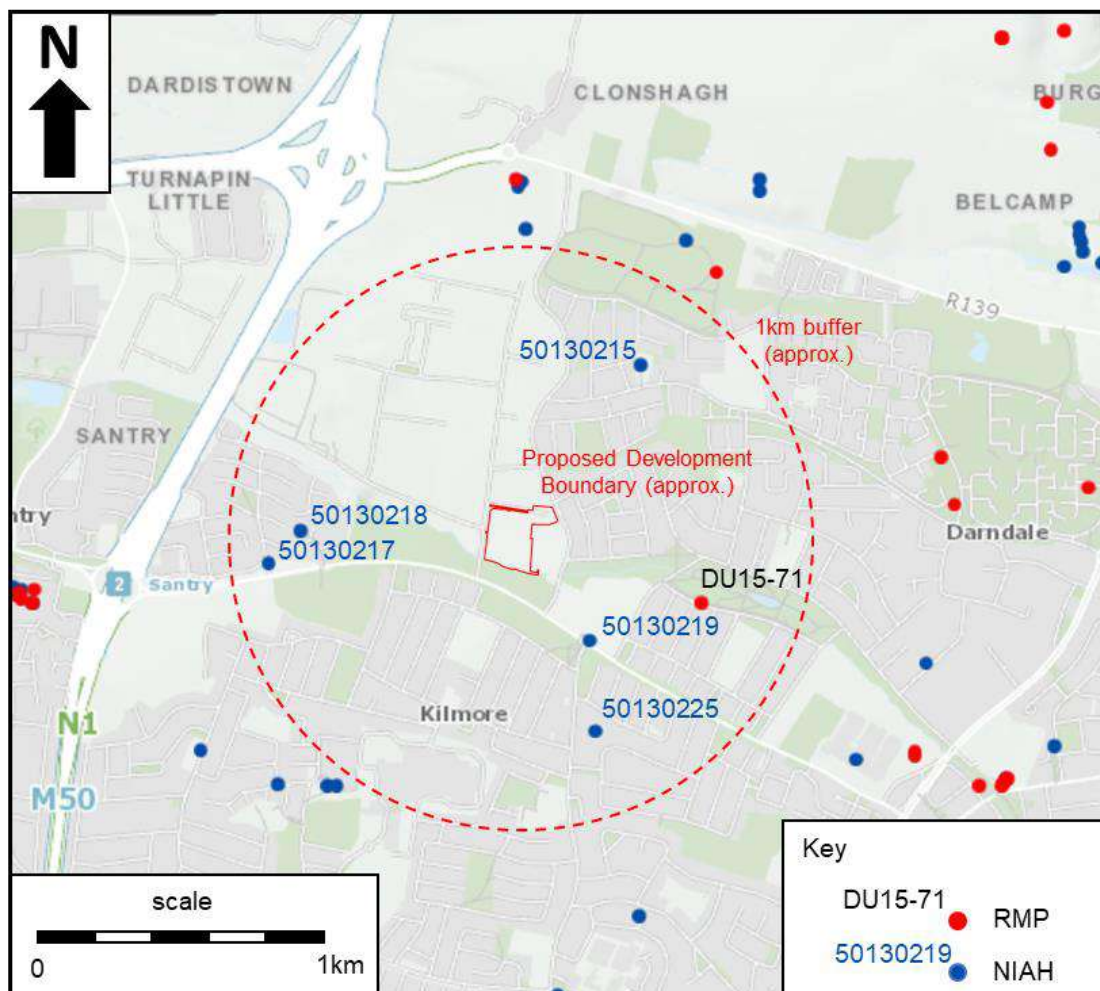 N
DARDISTOWN
CLONSHAGH
BURG
TURNAPIN
LITTLE
BELCAMP
R139
1km buffer
(approx.)
50130215
SANTRY
Proposed Development
Boundary (approx.)
50130218
ntry
50130217
Darndale
2 Santry
DU15-71
50130219
Kilmore
50130225
N1
M50
scale
0 1km
Key
DU15-71
RMP
50130219
NIAH